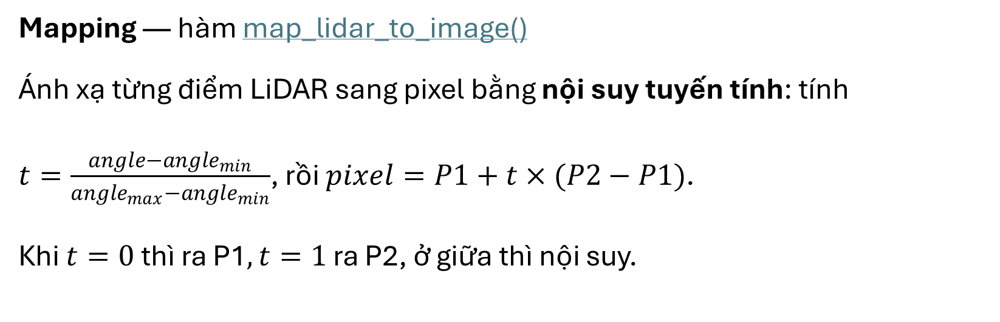 Mapping — hàm map_lidar_to_image()
Ánh xạ từng điểm LiDAR sang pixel bằng nội suy tuyến tính: tính
$t = \frac{angle - angle_{min}}{angle_{max} - angle_{min}}$, rồi $pixel = P1 + t \times (P2 - P1)$.
Khi $t = 0$ thì ra P1, $t = 1$ ra P2, ở giữa thì nội suy.